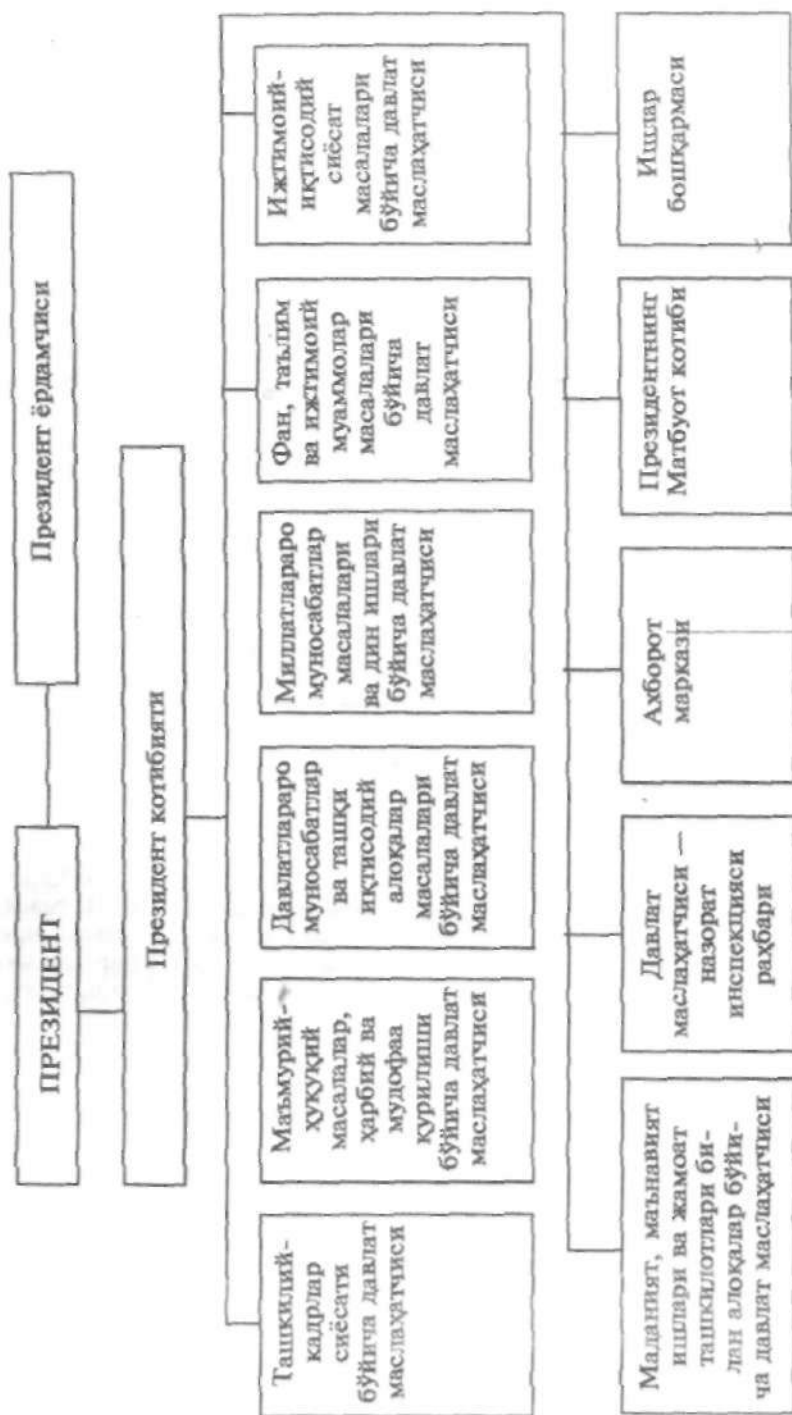 ПРЕЗИДЕНТ
Президент ёрдамчиси
Президент котибияти
Ташкилий-
кадрлар
сиёсати
бўйича давлат
маслаҳатчиси
Маъмурий-
ҳуқуқий
масалалар,
ҳарбий ва
мудофаа
қурилиши
бўйича давлат
маслаҳатчиси
Давлатлараро
муносабатлар
ва ташқи
иқтисодий
алоқалар
масалалари
бўйича давлат
маслаҳатчиси
Миллатлараро
муносабатлар
масалалари
ва дин ишлари
бўйича давлат
маслаҳатчиси
Фан, таълим
ва ижтимоий
муаммолар
масалалари
бўйича
давлат
маслаҳатчиси
Ижтимоий-
иқтисодий
сиёсат
масалалари
бўйича давлат
маслаҳатчиси
Маданият, маънавият
ишлари ва жамоат
ташкилотлари би-
лан алоқалар бўйи-
ча давлат маслаҳатчиси
Давлат
маслаҳатчиси —
назорат
инспекцияси
раҳбари
Ахборот
маркази
Президентнинг
Матбуот котиби
Ишлар
бошқармаси